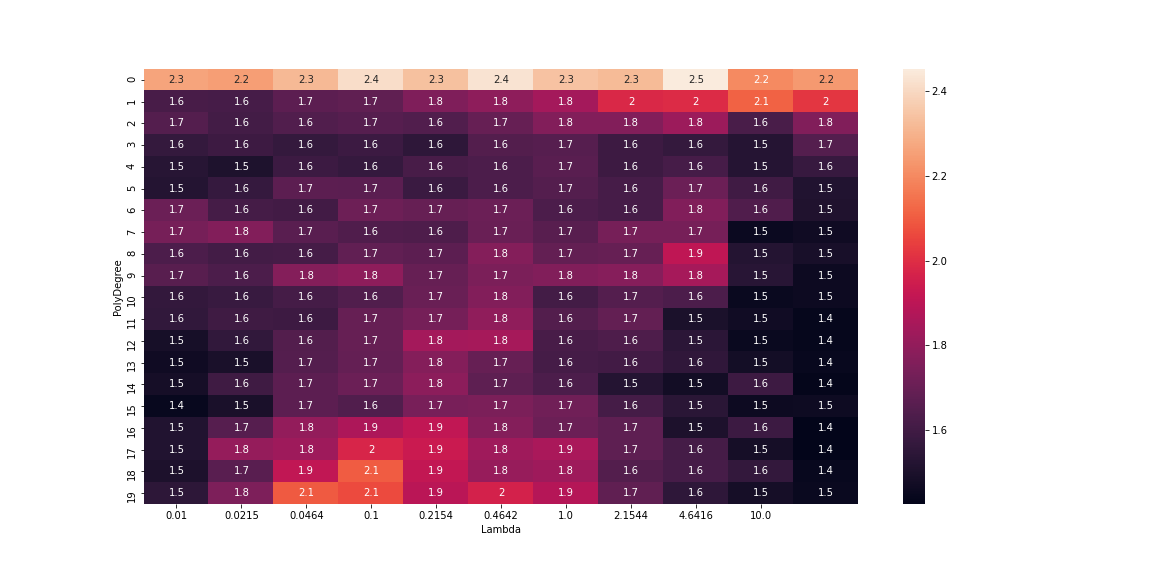 0 2.3 2.2 2.3 2.4 2.3 2.4 2.3 2.3 2.5 2.2 2.2
1 1.6 1.6 1.7 1.7 1.8 1.8 1.8 2 2 2.1 2
2 1.7 1.6 1.6 1.7 1.6 1.7 1.8 1.8 1.8 1.6 1.8
3 1.6 1.6 1.6 1.6 1.6 1.6 1.7 1.6 1.6 1.5 1.7
4 1.5 1.5 1.6 1.6 1.6 1.6 1.7 1.6 1.6 1.5 1.6
5 1.5 1.6 1.7 1.7 1.6 1.6 1.7 1.6 1.7 1.6 1.5
6 1.7 1.6 1.6 1.7 1.7 1.7 1.6 1.6 1.8 1.6 1.5
7 1.7 1.8 1.7 1.6 1.6 1.7 1.7 1.7 1.7 1.5 1.5
8 1.6 1.6 1.6 1.7 1.7 1.8 1.7 1.7 1.9 1.5 1.5
9 1.7 1.6 1.8 1.8 1.7 1.7 1.8 1.8 1.8 1.5 1.5
10 1.6 1.6 1.6 1.6 1.7 1.8 1.6 1.7 1.6 1.5 1.5
11 1.6 1.6 1.6 1.7 1.7 1.8 1.6 1.7 1.5 1.5 1.4
12 1.5 1.6 1.6 1.7 1.8 1.8 1.6 1.6 1.5 1.5 1.4
13 1.5 1.5 1.7 1.7 1.8 1.7 1.6 1.6 1.6 1.5 1.4
14 1.5 1.6 1.7 1.7 1.8 1.7 1.6 1.5 1.5 1.6 1.4
15 1.4 1.5 1.7 1.6 1.7 1.7 1.7 1.6 1.5 1.5 1.5
16 1.5 1.7 1.8 1.9 1.9 1.8 1.7 1.7 1.5 1.6 1.4
17 1.5 1.8 1.8 2 1.9 1.8 1.9 1.7 1.6 1.5 1.4
18 1.5 1.7 1.9 2.1 1.9 1.8 1.8 1.6 1.6 1.6 1.4
19 1.5 1.8 2.1 2.1 1.9 2 1.9 1.7 1.6 1.5 1.5
0.01 0.0215 0.0464 0.1 0.2154 0.4642 1.0 2.1544 4.6416 10.0
Lambda
PolyDegree
2.4
2.2
2.0
1.8
1.6